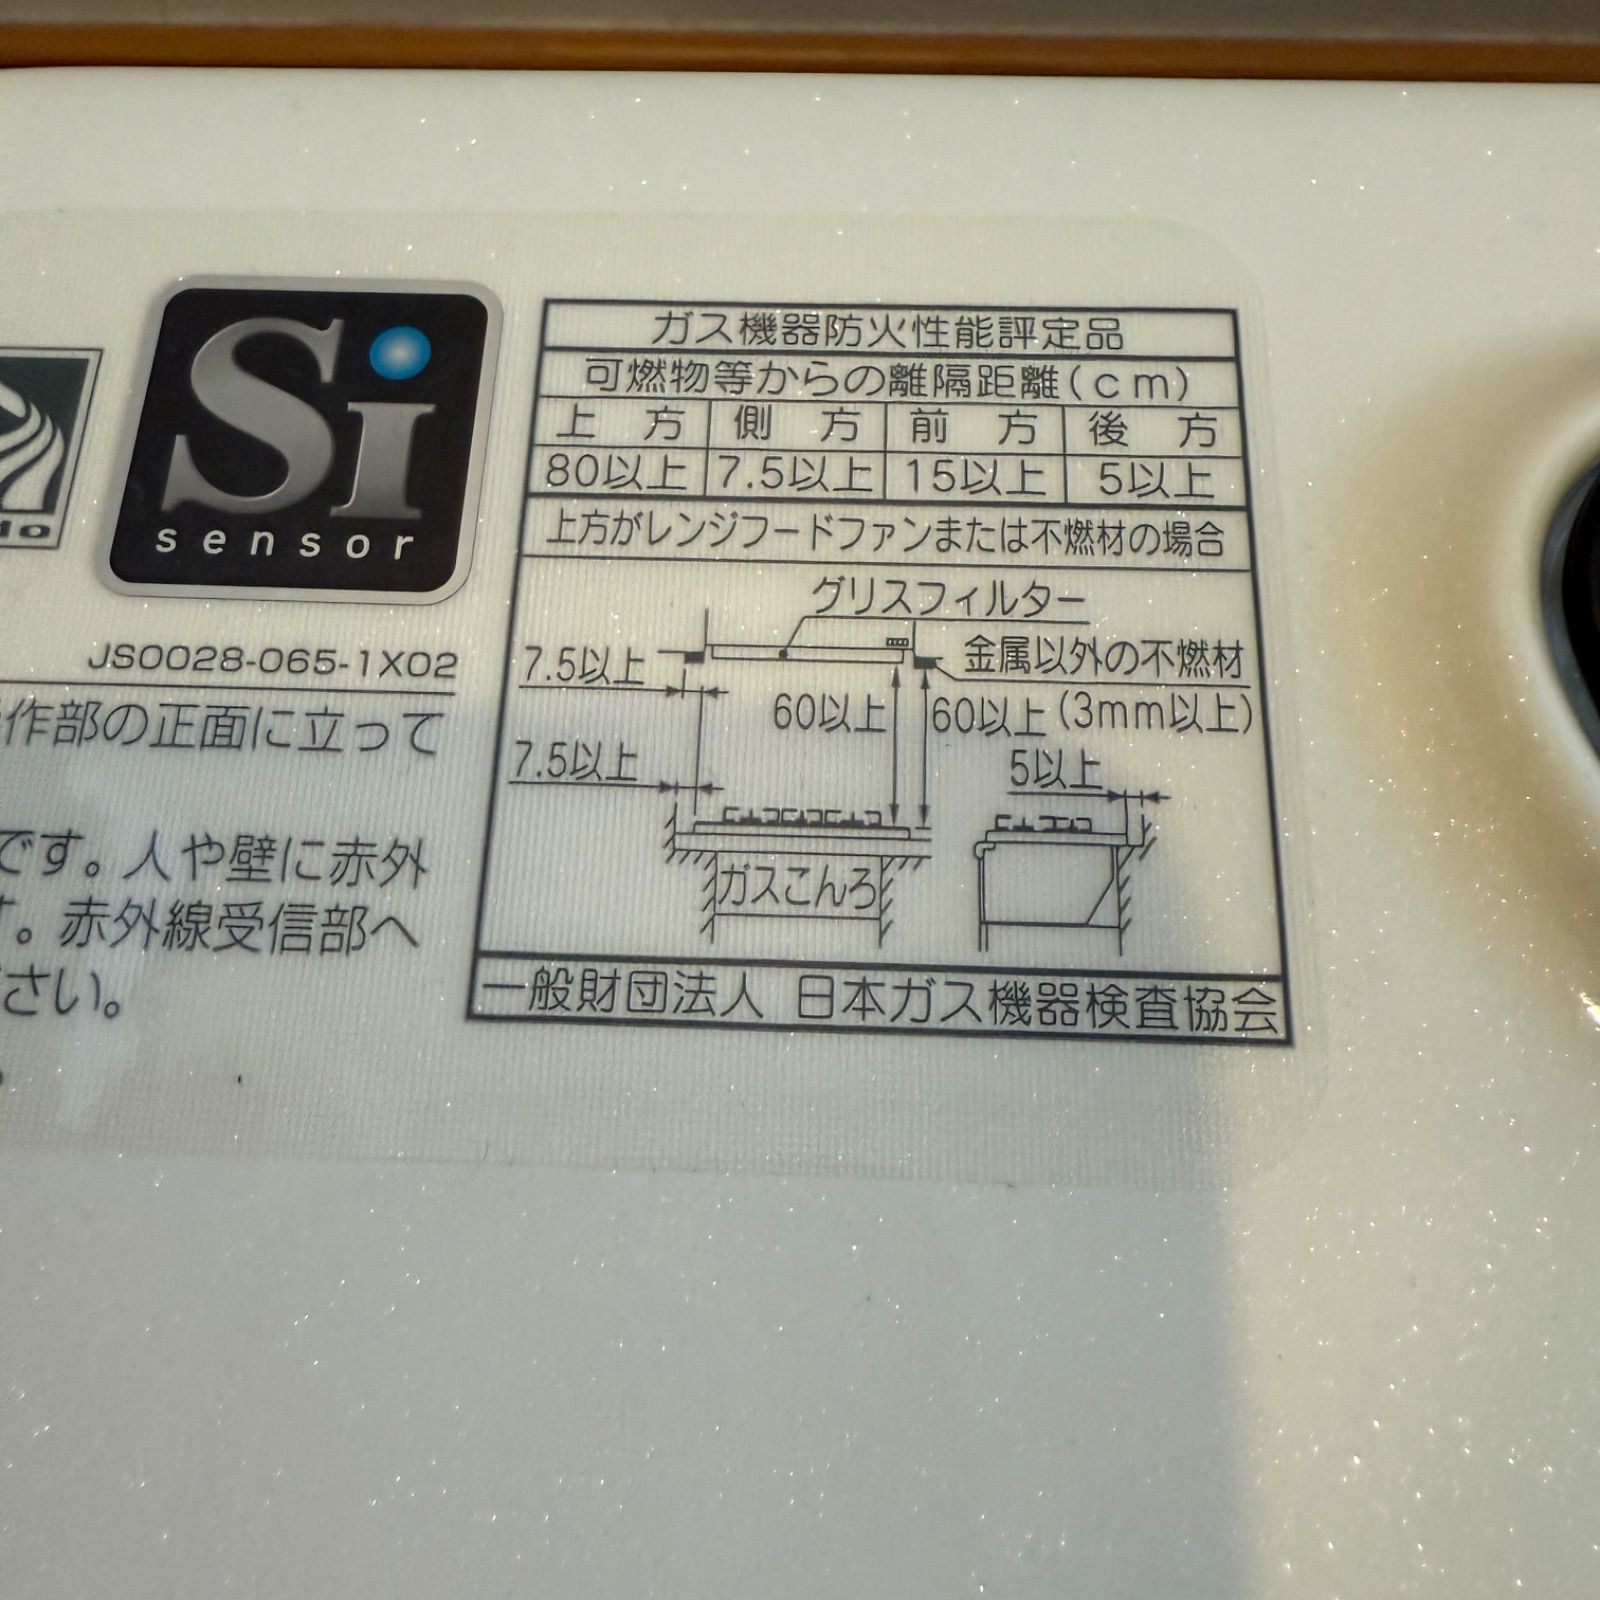 Si
sensor
JS0028-065-1X02
作部の正面に立って
です。人や壁に赤外
す。赤外線受信部へ
ださい。
ガス機器防火性能評定品
可燃物等からの離隔距離(cm)
上方 側方 前方 後方
80以上 7.5以上 15以上 5以上
上方がレンジフードファンまたは不燃材の場合
グリスフィルター
7.5以上
金属以外の不燃材
60以上 60以上(3mm以上)
7.5以上
5以上
ガスこんろ
一般財団法人 日本ガス機器検査協会